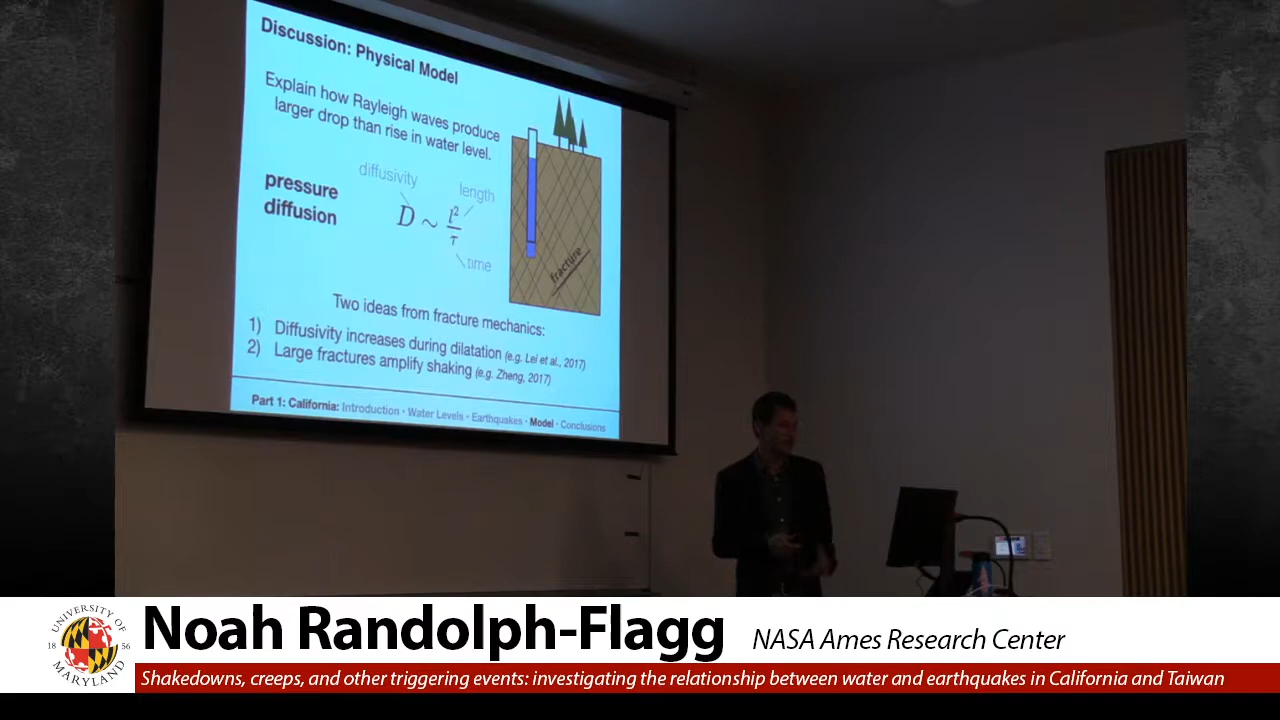 Discussion: Physical Model
Explain how Rayleigh waves produce
larger drop than rise in water level.
pressure
diffusion
diffusivity
length
D ~ l²/τ
time
fracture
Two ideas from fracture mechanics:
1) Diffusivity increases during dilatation (e.g. Lei et al., 2017)
2) Large fractures amplify shaking (e.g. Zheng, 2017)
Part 1: California: Introduction · Water Levels · Earthquakes · Model · Conclusions
UNIVERSITY OF
18 56
MARYLAND
Noah Randolph-Flagg NASA Ames Research Center
Shakedowns, creeps, and other triggering events: investigating the relationship between water and earthquakes in California and Taiwan